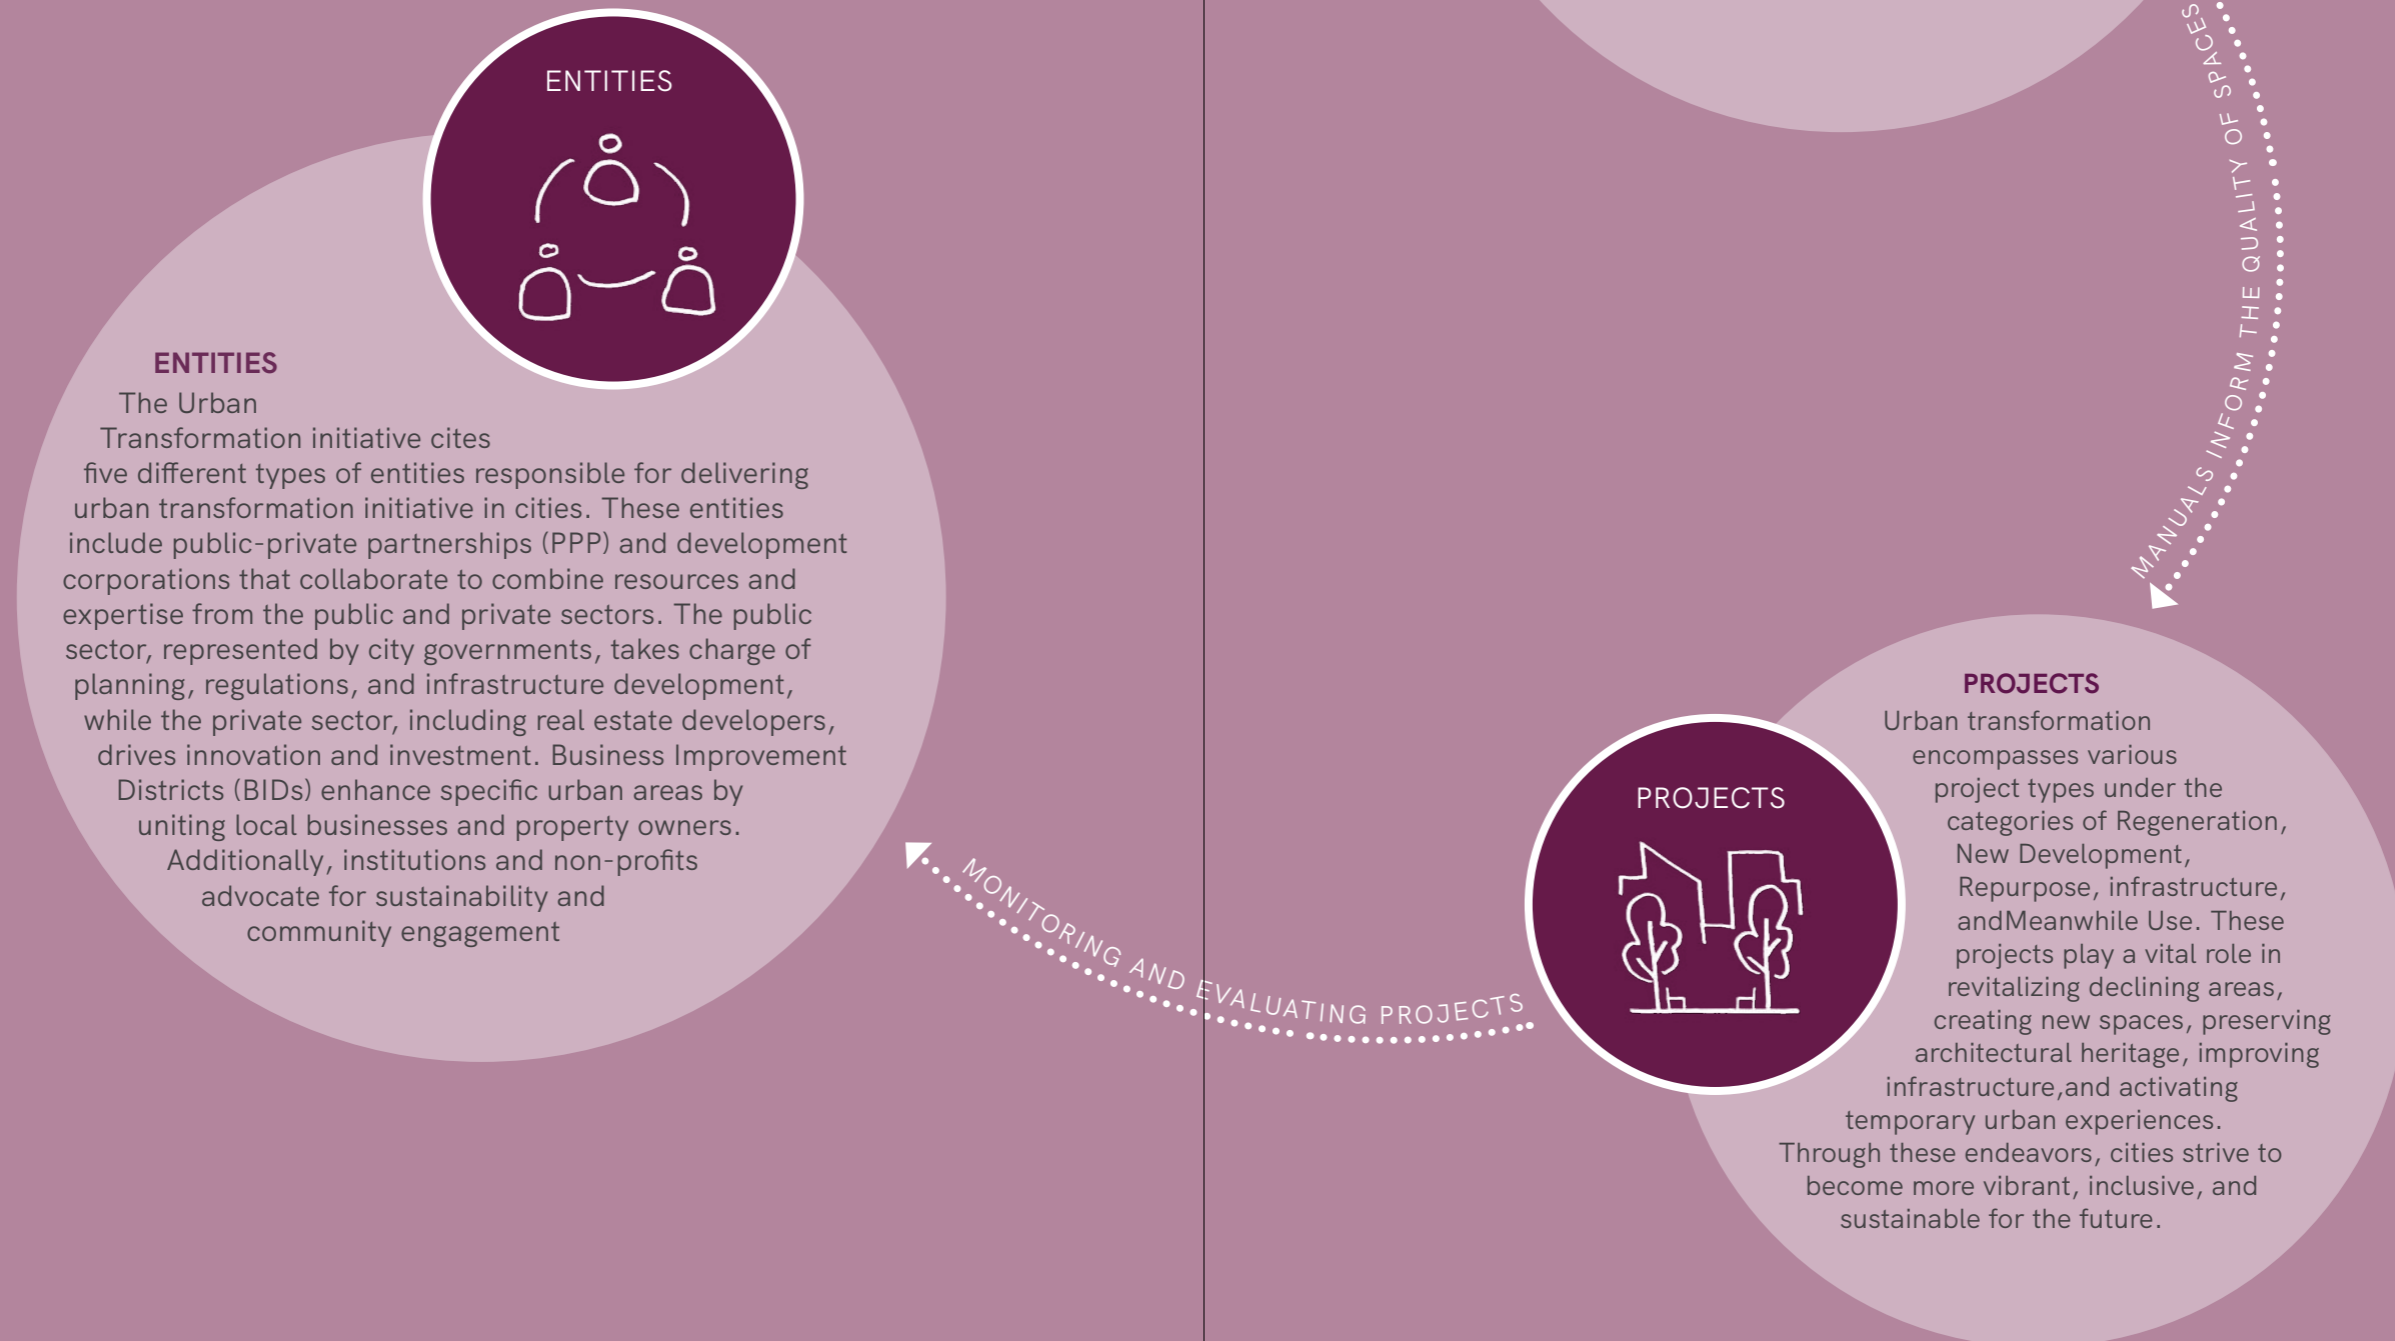 ENTITIES
ENTITIES
The Urban
Transformation initiative cites
five different types of entities responsible for delivering
urban transformation initiative in cities. These entities
include public-private partnerships (PPP) and development
corporations that collaborate to combine resources and
expertise from the public and private sectors. The public
sector, represented by city governments, takes charge of
planning, regulations, and infrastructure development,
while the private sector, including real estate developers,
drives innovation and investment. Business Improvement
Districts (BIDs) enhance specific urban areas by
uniting local businesses and property owners.
Additionally, institutions and non-profits
advocate for sustainability and
community engagement
MONITORING AND EVALUATING PROJECTS
MANUALS INFORM THE QUALITY OF SPACES
PROJECTS
PROJECTS
Urban transformation
encompasses various
project types under the
categories of Regeneration,
New Development,
Repurpose, infrastructure,
andMeanwhile Use. These
projects play a vital role in
revitalizing declining areas,
creating new spaces, preserving
architectural heritage, improving
infrastructure,and activating
temporary urban experiences.
Through these endeavors, cities strive to
become more vibrant, inclusive, and
sustainable for the future.